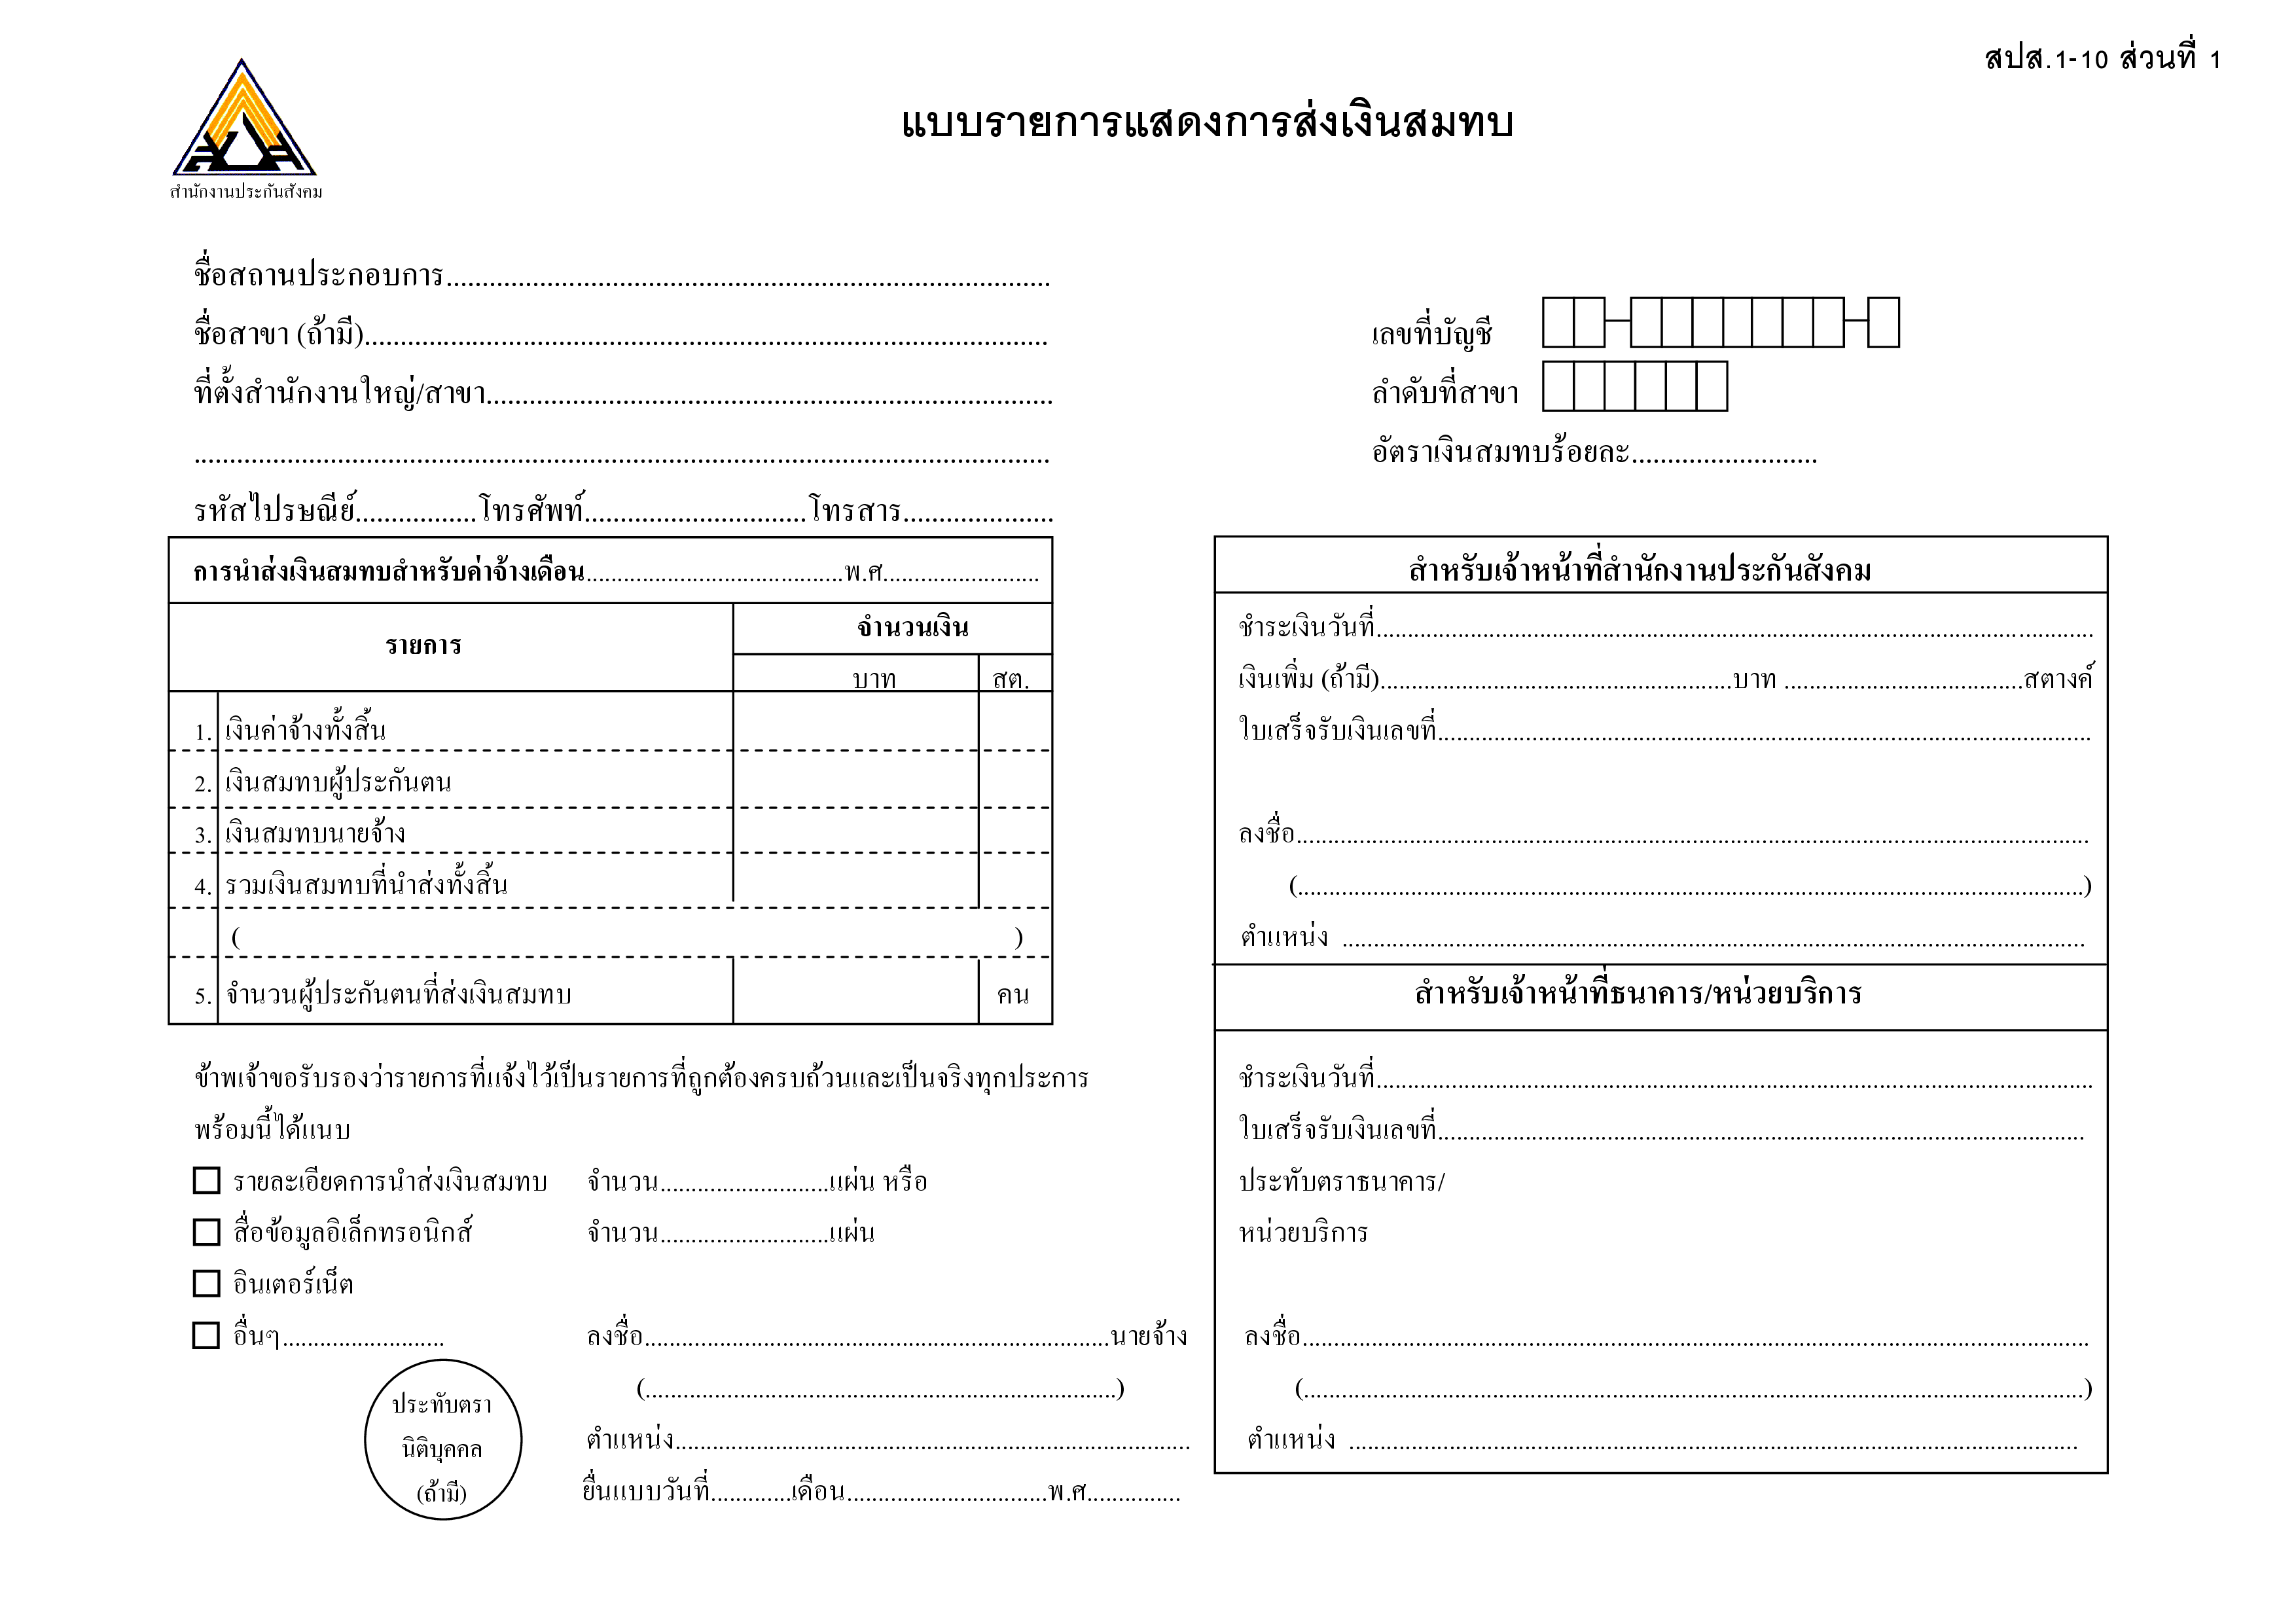 สปส.1-10 ส่วนที่ 1
แบบรายการแสดงการส่งเงินสมทบ
สำนักงานประกันสังคม
ชื่อสถานประกอบการ....................................................................................
ชื่อสาขา (ถ้ามี)...............................................................................................
ที่ตั้งสำนักงานใหญ่/สาขา...............................................................................
.......................................................................................................................
รหัสไปรษณีย์.................โทรศัพท์...............................โทรสาร.....................
เลขที่บัญชี
ลำดับที่สาขา
อัตราเงินสมทบร้อยละ..........................
การนำส่งเงินสมทบสำหรับค่าจ้างเดือน.........................................พ.ศ.........................
รายการ
จำนวนเงิน
บาท
สต.
1. เงินค่าจ้างทั้งสิ้น
2. เงินสมทบผู้ประกันตน
3. เงินสมทบนายจ้าง
4. รวมเงินสมทบที่นำส่งทั้งสิ้น
( )
5. จำนวนผู้ประกันตนที่ส่งเงินสมทบ คน
ข้าพเจ้าขอรับรองว่ารายการที่แจ้งไว้เป็นรายการที่ถูกต้องครบถ้วนและเป็นจริงทุกประการ
พร้อมนี้ได้แนบ
รายละเอียดการนำส่งเงินสมทบ จำนวน...........................แผ่น หรือ
สื่อข้อมูลอิเล็กทรอนิกส์ จำนวน...........................แผ่น
อินเตอร์เน็ต
อื่นๆ..........................
ลงชื่อ..........................................................................นายจ้าง
(...........................................................................)
ตำแหน่ง..................................................................................
ยื่นแบบวันที่.............เดือน................................พ.ศ...............
ประทับตรา
นิติบุคคล
(ถ้ามี)
สำหรับเจ้าหน้าที่สำนักงานประกันสังคม
ชำระเงินวันที่..................................................................................................................
เงินเพิ่ม (ถ้ามี)........................................................บาท ......................................สตางค์
ใบเสร็จรับเงินเลขที่........................................................................................................
ลงชื่อ..............................................................................................................................
(.............................................................................................................................)
ตำแหน่ง .......................................................................................................................
สำหรับเจ้าหน้าที่ธนาคาร/หน่วยบริการ
ชำระเงินวันที่..................................................................................................................
ใบเสร็จรับเงินเลขที่.......................................................................................................
ประทับตราธนาคาร/
หน่วยบริการ
ลงชื่อ.............................................................................................................................
(............................................................................................................................)
ตำแหน่ง ....................................................................................................................